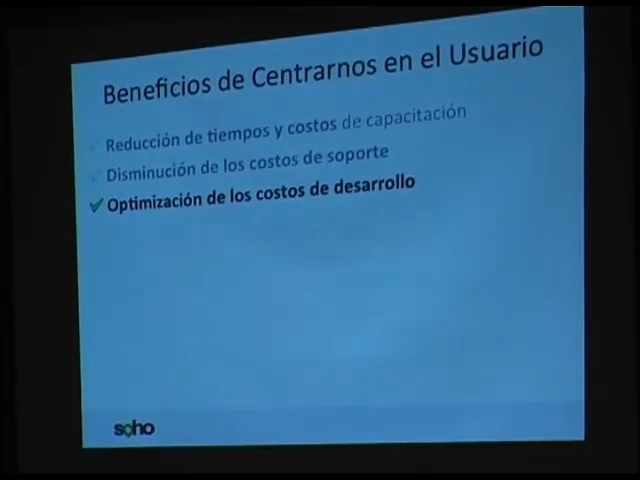 Beneficios de Centrarnos en el Usuario
Reducción de tiempos y costos de capacitación
Disminución de los costos de soporte
Optimización de los costos de desarrollo
soho